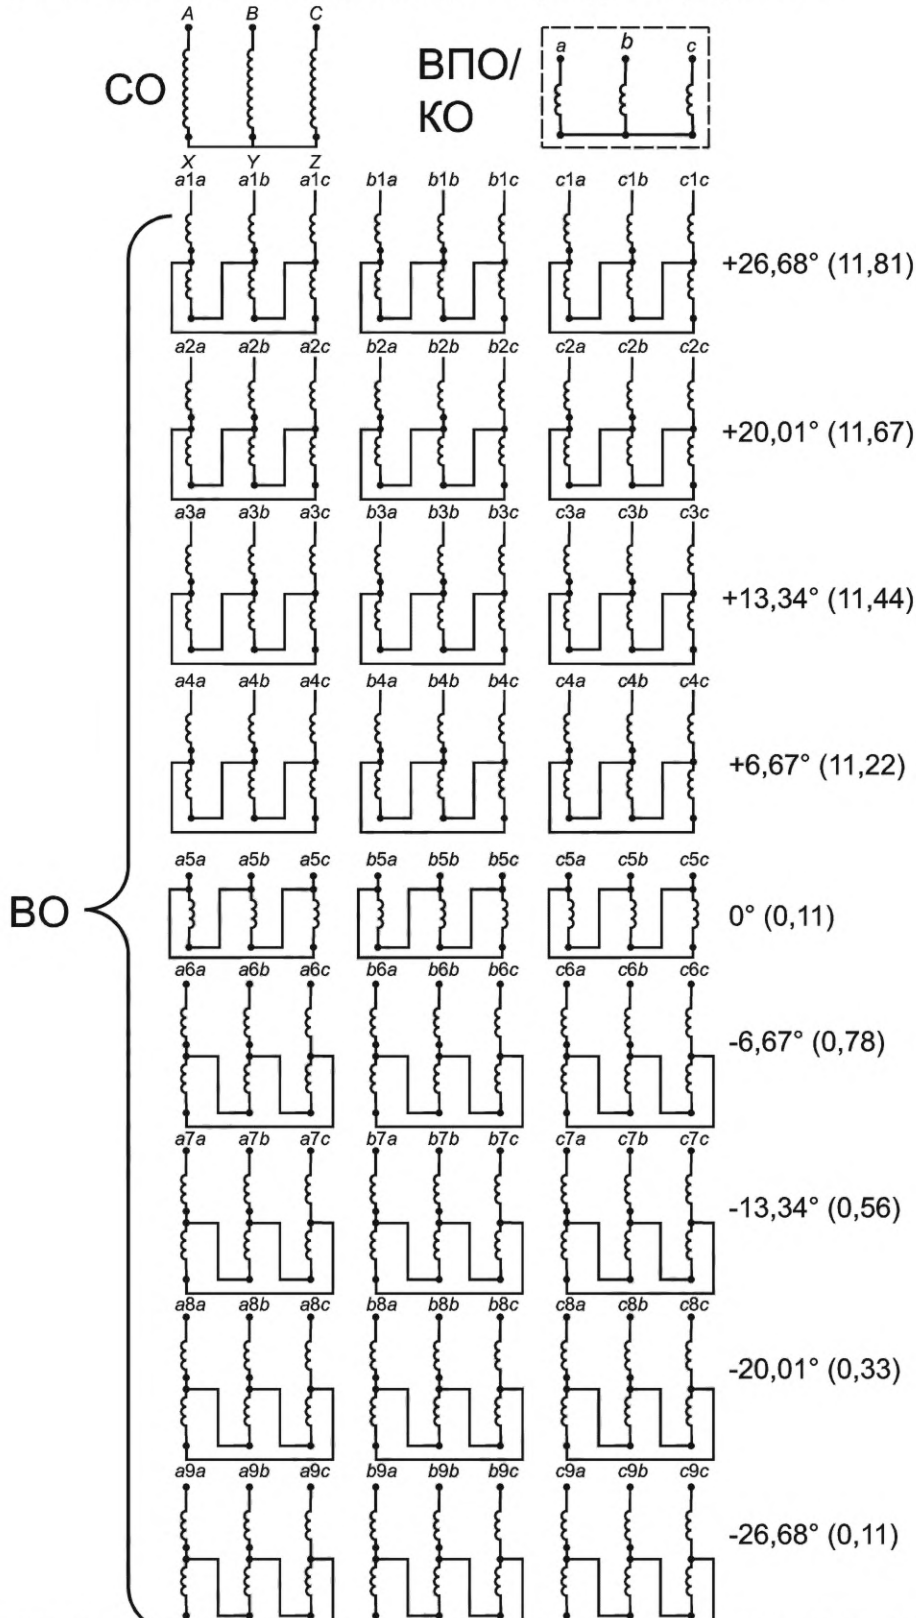 A B C
СО
ВПО/
КО
a b c
X Y Z
a1a a1b a1c b1a b1b b1c c1a c1b c1c
+26,68° (11,81)
a2a a2b a2c b2a b2b b2c c2a c2b c2c
+20,01° (11,67)
a3a a3b a3c b3a b3b b3c c3a c3b c3c
+13,34° (11,44)
a4a a4b a4c b4a b4b b4c c4a c4b c4c
+6,67° (11,22)
a5a a5b a5c b5a b5b b5c c5a c5b c5c
ВО
0° (0,11)
a6a a6b a6c b6a b6b b6c c6a c6b c6c
-6,67° (0,78)
a7a a7b a7c b7a b7b b7c c7a c7b c7c
-13,34° (0,56)
a8a a8b a8c b8a b8b b8c c8a c8b c8c
-20,01° (0,33)
a9a a9b a9c b9a b9b b9c c9a c9b c9c
-26,68° (0,11)